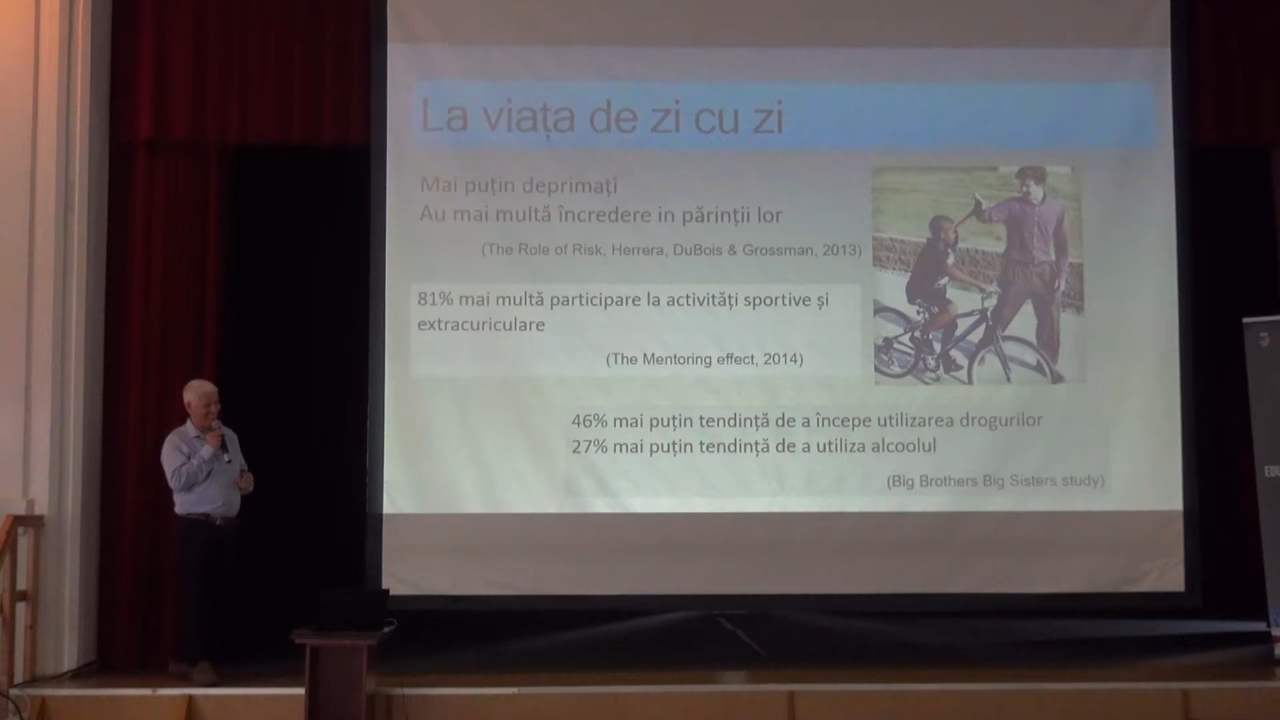 La viața de zi cu zi
Mai puțin deprimați
Au mai multă încredere in părinții lor
(The Role of Risk, Herrera, DuBois & Grossman, 2013)
81% mai multă participare la activități sportive și
extracuriculare
(The Mentoring effect, 2014)
46% mai puțin tendință de a începe utilizarea drogurilor
27% mai puțin tendință de a utiliza alcoolul
(Big Brothers Big Sisters study)